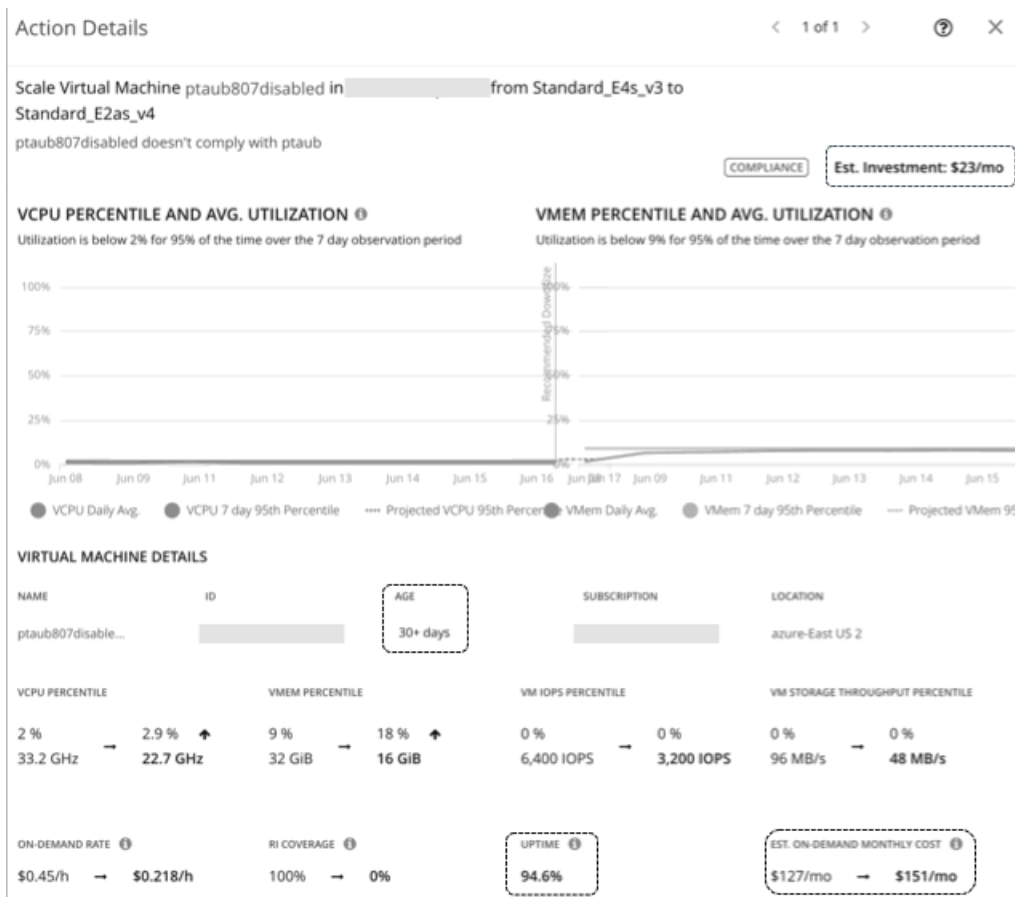 Action Details
1 of 1
Scale Virtual Machine ptaub807disabled in from Standard_E4s_v3 to
Standard_E2as_v4
ptaub807disabled doesn't comply with ptaub
COMPLIANCE
Est. Investment: $23/mo
VCPU PERCENTILE AND AVG. UTILIZATION
Utilization is below 2% for 95% of the time over the 7 day observation period
100%
75%
50%
25%
0%
Jun 08 Jun 09 Jun 11 Jun 12 Jun 13 Jun 14 Jun 15 Jun 16 Jun 17
VCPU Daily Avg. VCPU 7 day 95th Percentile Projected VCPU 95th Percen
VMEM PERCENTILE AND AVG. UTILIZATION
Utilization is below 9% for 95% of the time over the 7 day observation period
Recommended Downsize
100%
75%
50%
25%
0%
Jun 09 Jun 11 Jun 12 Jun 13 Jun 14 Jun 15
VMem Daily Avg. VMem 7 day 95th Percentile Projected VMem 95
VIRTUAL MACHINE DETAILS
NAME ID AGE SUBSCRIPTION LOCATION
ptaub807disable... 30+ days azure-East US 2
VCPU PERCENTILE VMEM PERCENTILE VM IOPS PERCENTILE VM STORAGE THROUGHPUT PERCENTILE
2 % → 2.9 % ↑ 9 % → 18 % ↑ 0 % → 0 % 0 % → 0 %
33.2 GHz 22.7 GHz 32 GiB 16 GiB 6,400 IOPS 3,200 IOPS 96 MB/s 48 MB/s
ON-DEMAND RATE RI COVERAGE UPTIME EST. ON-DEMAND MONTHLY COST
$0.45/h → $0.218/h 100% → 0% 94.6% $127/mo → $151/mo